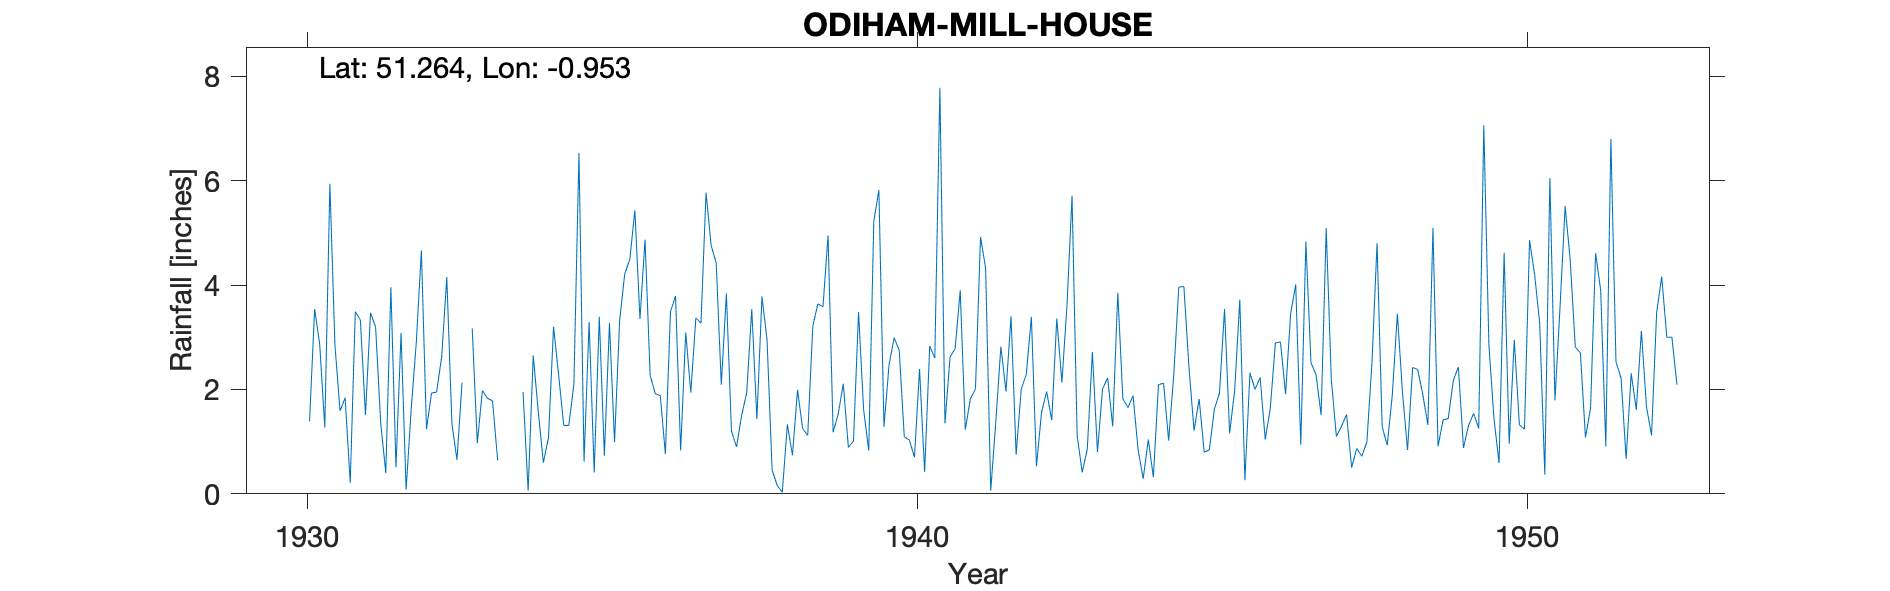 ODIHAM-MILL-HOUSE
Lat: 51.264, Lon: -0.953
Rainfall [inches]
8
6
4
2
0
1930 1940 1950
Year